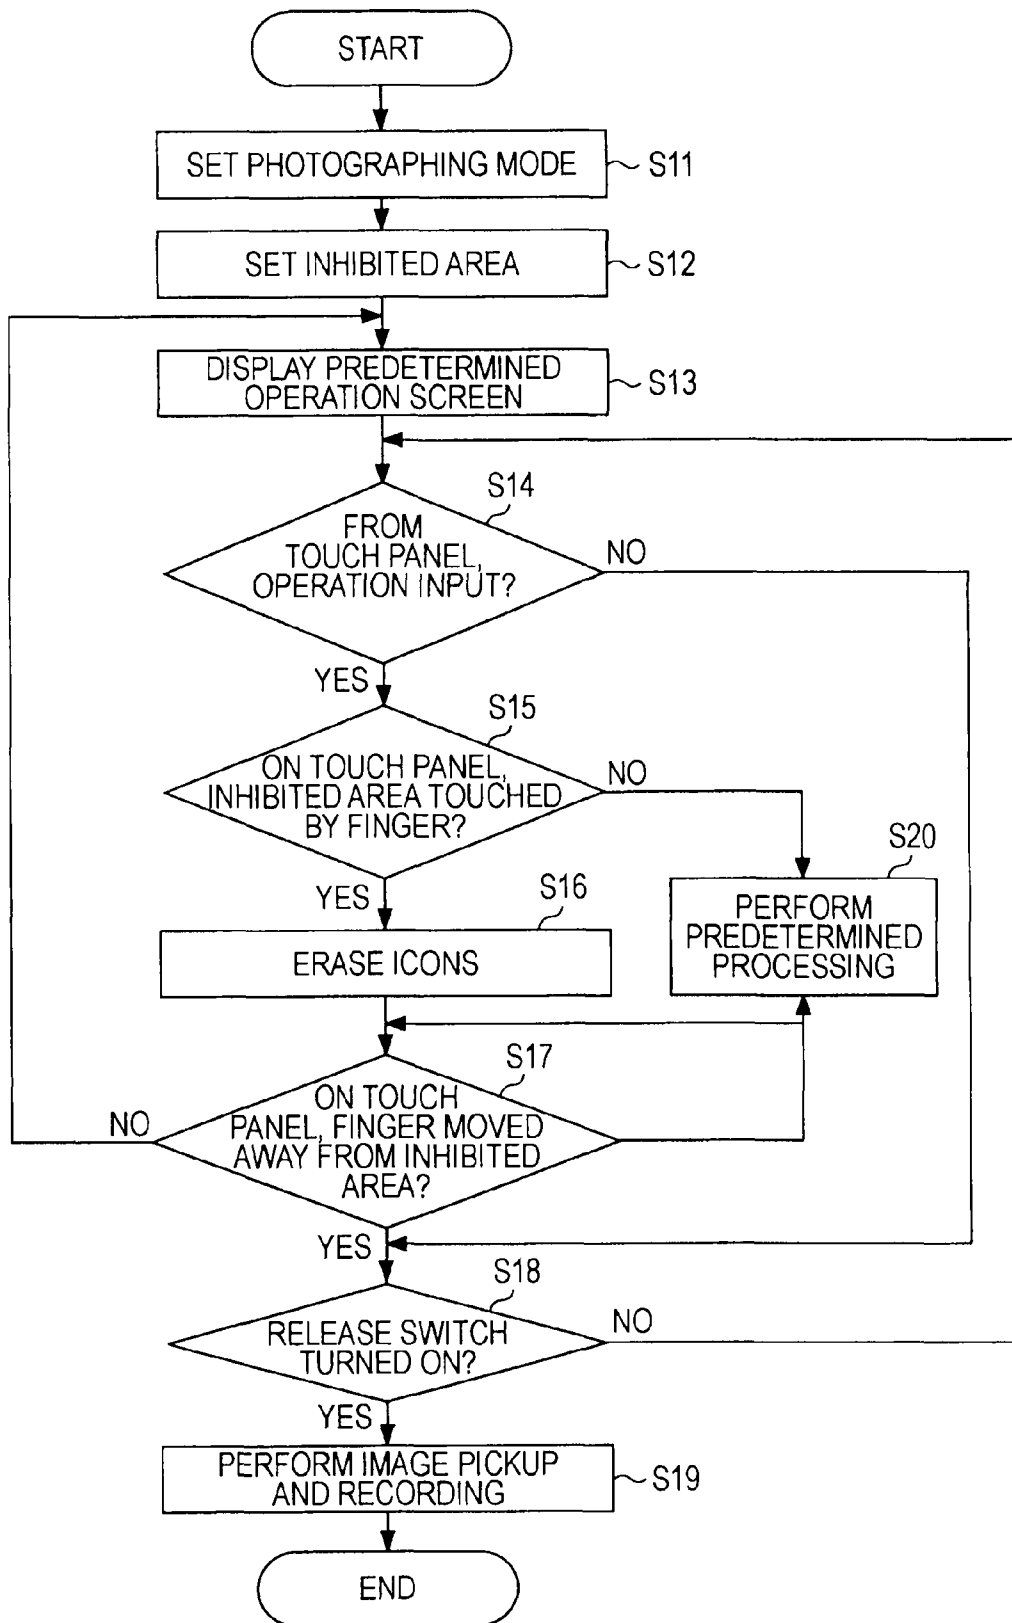 START
SET PHOTOGRAPHING MODE
S11
SET INHIBITED AREA
S12
DISPLAY PREDETERMINED
OPERATION SCREEN
S13
S14
FROM
TOUCH PANEL,
OPERATION INPUT?
NO
YES
S15
ON TOUCH PANEL,
INHIBITED AREA TOUCHED
BY FINGER?
NO
YES
S20
PERFORM
PREDETERMINED
PROCESSING
S16
ERASE ICONS
S17
ON TOUCH
PANEL, FINGER MOVED
AWAY FROM INHIBITED
AREA?
NO
YES
S18
RELEASE SWITCH
TURNED ON?
NO
YES
PERFORM IMAGE PICKUP
AND RECORDING
S19
END